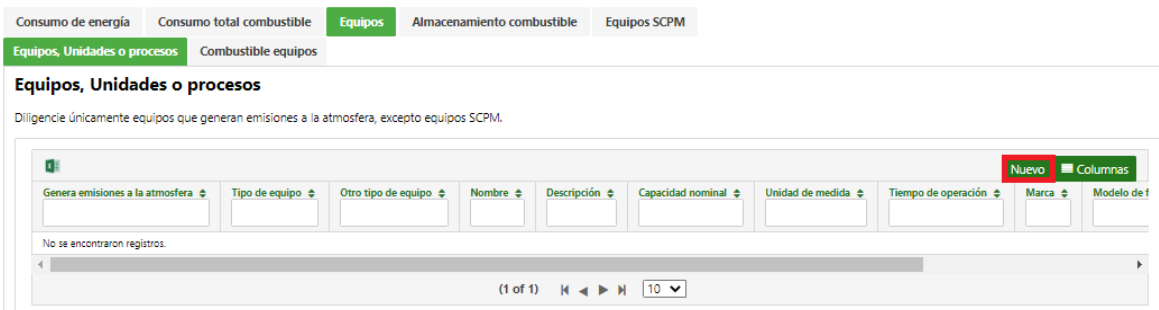 Consumo de energía Consumo total combustible Equipos Almacenamiento combustible Equipos SCPM
Equipos, Unidades o procesos Combustible equipos
Equipos, Unidades o procesos
Diligencie únicamente equipos que generan emisiones a la atmosfera, excepto equipos SCPM.
Nuevo Columnas
Genera emisiones a la atmosfera Tipo de equipo Otro tipo de equipo Nombre Descripción Capacidad nominal Unidad de medida Tiempo de operación Marca Modelo de f
No se encontraron registros.
(1 of 1) 10